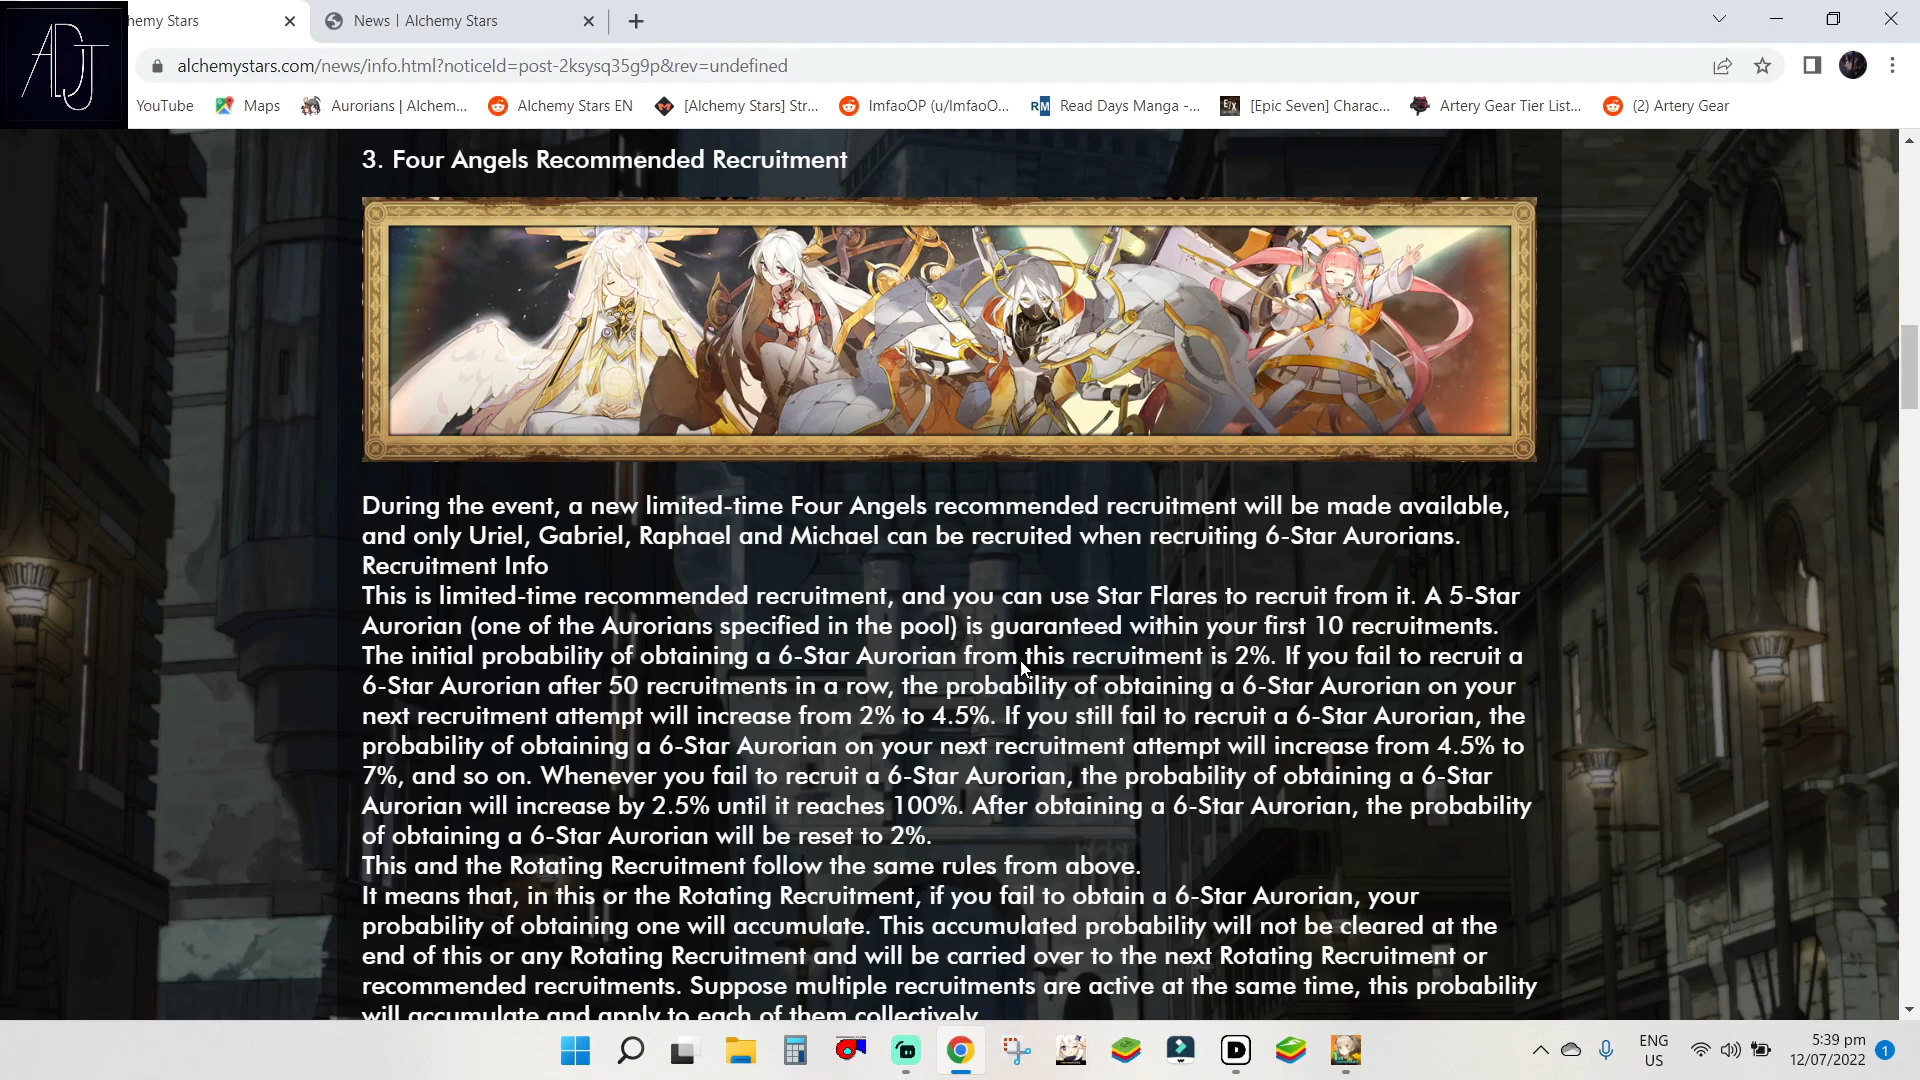 hemy Stars
News | Alchemy Stars
ADJ
alchemystars.com/news/info.html?noticeId=post-2ksysq35g9p&rev=undefined
YouTube
Maps
Aurorians | Alchem...
Alchemy Stars EN
[Alchemy Stars] Str...
lmfaoOP (u/lmfaoO...
RM
Read Days Manga -...
E7X
[Epic Seven] Charac...
Artery Gear Tier List...
(2) Artery Gear
3. Four Angels Recommended Recruitment
During the event, a new limited-time Four Angels recommended recruitment will be made available,
and only Uriel, Gabriel, Raphael and Michael can be recruited when recruiting 6-Star Aurorians.
Recruitment Info
This is limited-time recommended recruitment, and you can use Star Flares to recruit from it. A 5-Star
Aurorian (one of the Aurorians specified in the pool) is guaranteed within your first 10 recruitments.
The initial probability of obtaining a 6-Star Aurorian from this recruitment is 2%. If you fail to recruit a
6-Star Aurorian after 50 recruitments in a row, the probability of obtaining a 6-Star Aurorian on your
next recruitment attempt will increase from 2% to 4.5%. If you still fail to recruit a 6-Star Aurorian, the
probability of obtaining a 6-Star Aurorian on your next recruitment attempt will increase from 4.5% to
7%, and so on. Whenever you fail to recruit a 6-Star Aurorian, the probability of obtaining a 6-Star
Aurorian will increase by 2.5% until it reaches 100%. After obtaining a 6-Star Aurorian, the probability
of obtaining a 6-Star Aurorian will be reset to 2%.
This and the Rotating Recruitment follow the same rules from above.
It means that, in this or the Rotating Recruitment, if you fail to obtain a 6-Star Aurorian, your
probability of obtaining one will accumulate. This accumulated probability will not be cleared at the
end of this or any Rotating Recruitment and will be carried over to the next Rotating Recruitment or
recommended recruitments. Suppose multiple recruitments are active at the same time, this probability
will accumulate and apply to each of them collectively.
D
ENG
US
5:39 pm
12/07/2022
1